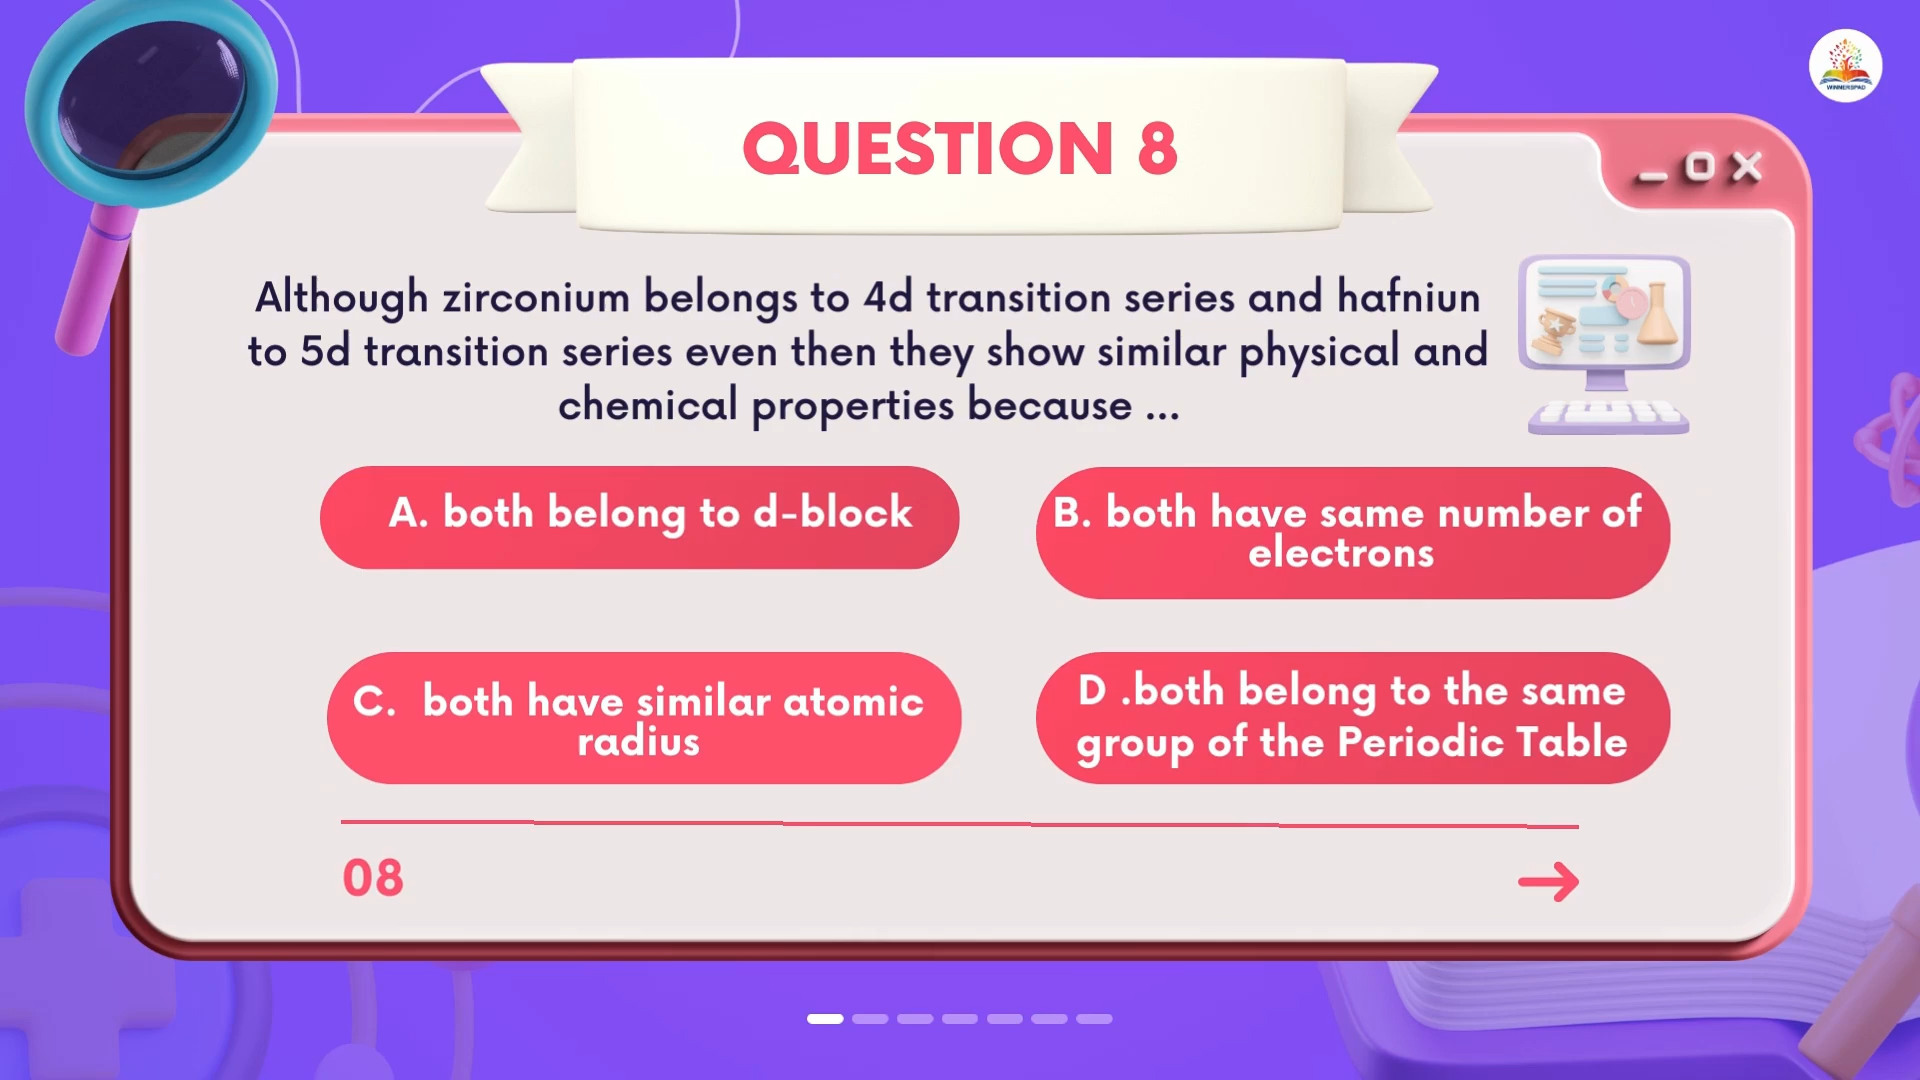 WINNERSPAD
QUESTION 8
Although zirconium belongs to 4d transition series and hafniun
to 5d transition series even then they show similar physical and
chemical properties because ...
A. both belong to d-block
B. both have same number of
electrons
C. both have similar atomic
radius
D .both belong to the same
group of the Periodic Table
08